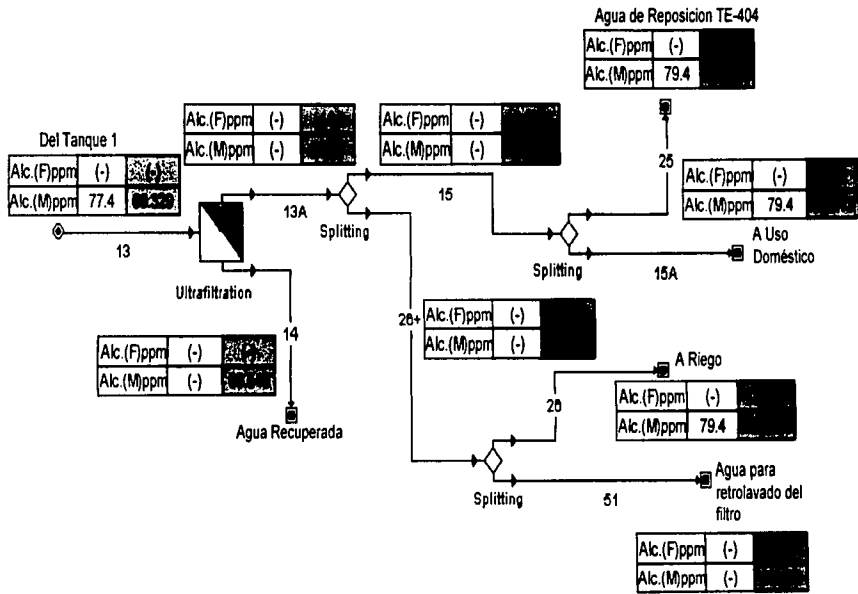 Agua de Reposicion TE-404
Alc.(F)ppm (-)
Alc.(M)ppm 79.4
Alc.(F)ppm (-)
Alc.(M)ppm (-)
Alc.(F)ppm (-)
Alc.(M)ppm (-)
Del Tanque 1
Alc.(F)ppm (-) (-)
Alc.(M)ppm 77.4
25
Alc.(F)ppm (-)
Alc.(M)ppm 79.4
13A
15
Splitting
13
A Uso
Doméstico
Splitting
15A
Ultrafiltration
26+
Alc.(F)ppm (-)
Alc.(M)ppm (-)
14
Alc.(F)ppm (-) (-)
Alc.(M)ppm (-)
A Riego
Alc.(F)ppm (-)
Alc.(M)ppm 79.4
26
Agua Recuperada
Splitting
51
Agua para
retrolavado del
filtro
Alc.(F)ppm (-)
Alc.(M)ppm (-)